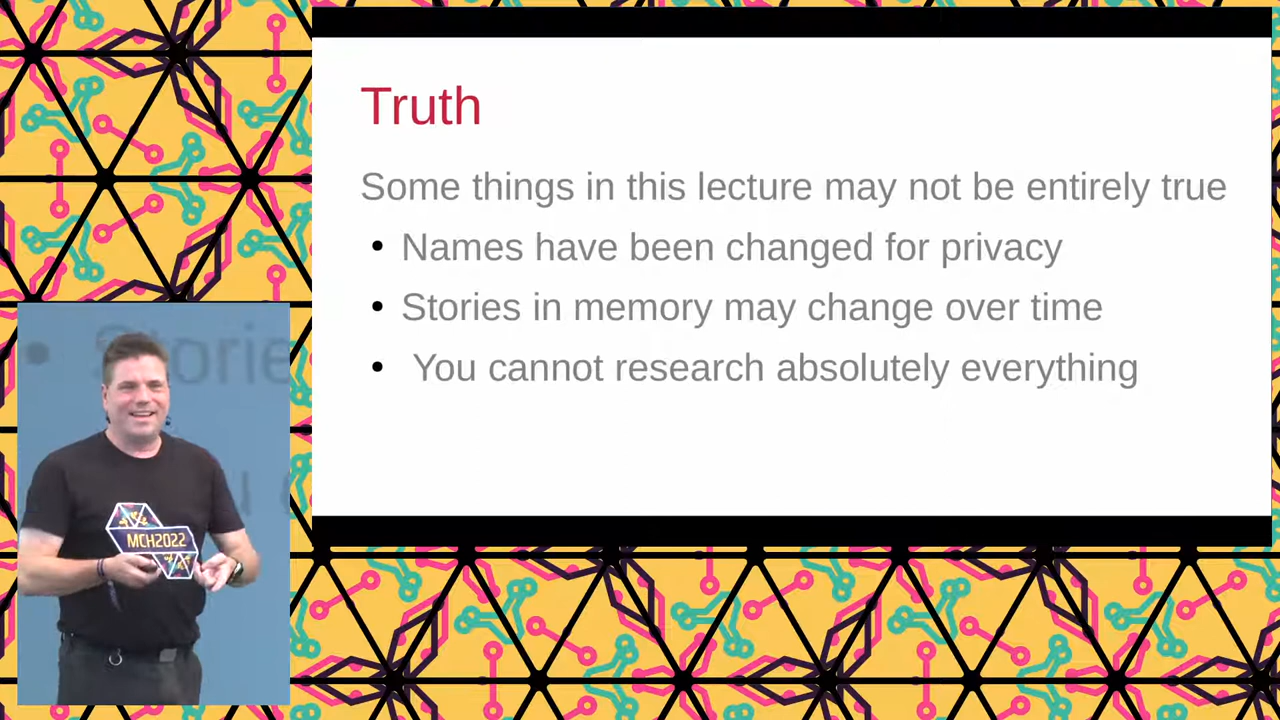 Truth
Some things in this lecture may not be entirely true
• Names have been changed for privacy
• Stories in memory may change over time
• You cannot research absolutely everything
• Storie
u
MCH2022